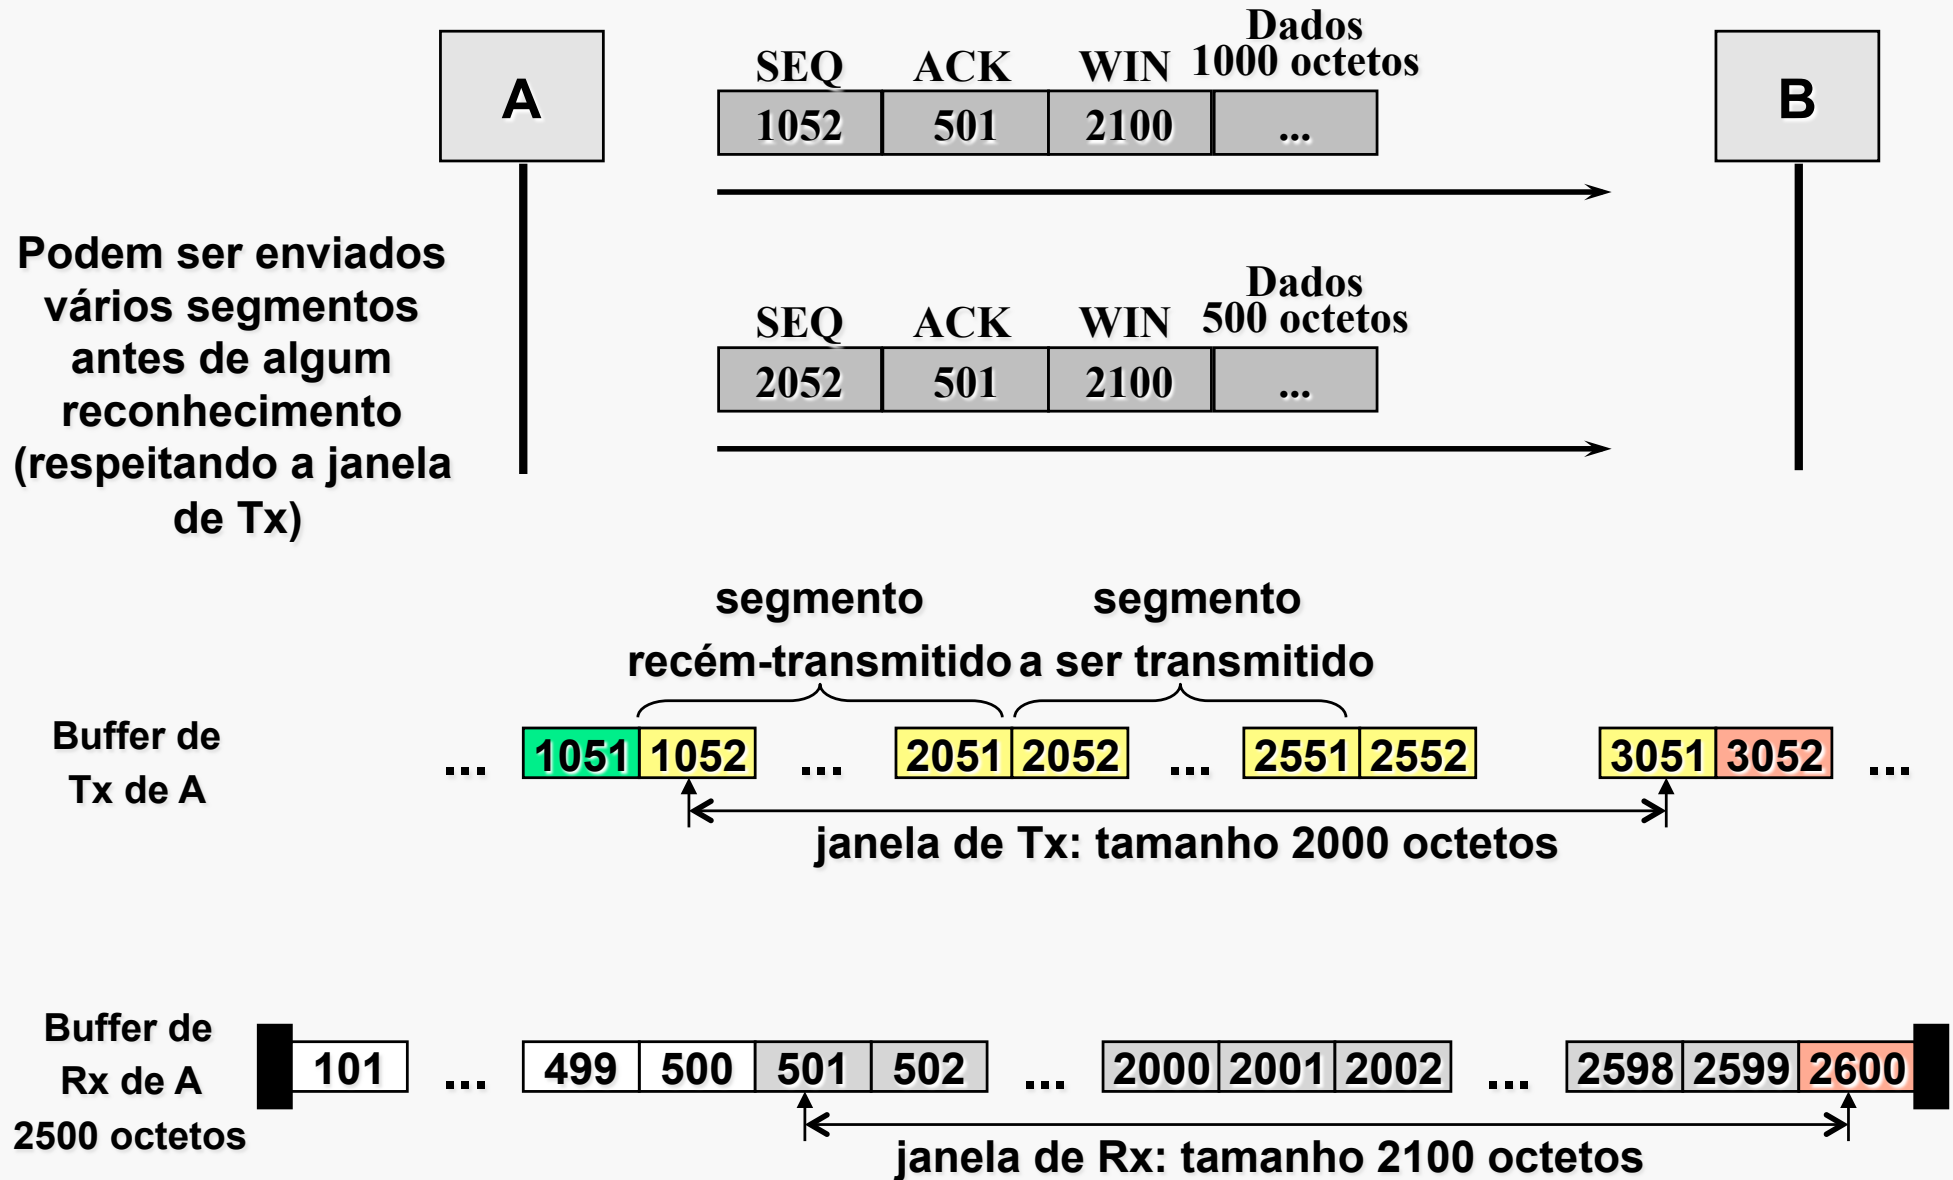 A
B
Dados
SEQ ACK WIN 1000 octetos
1052 501 2100 ...
Podem ser enviados
vários segmentos
antes de algum
reconhecimento
(respeitando a janela
de Tx)
Dados
SEQ ACK WIN 500 octetos
2052 501 2100 ...
segmento
recém-transmitido
segmento
a ser transmitido
Buffer de
Tx de A
... 1051 1052 ... 2051 2052 ... 2551 2552 3051 3052 ...
janela de Tx: tamanho 2000 octetos
Buffer de
Rx de A
2500 octetos
101 ... 499 500 501 502 ... 2000 2001 2002 ... 2598 2599 2600
janela de Rx: tamanho 2100 octetos